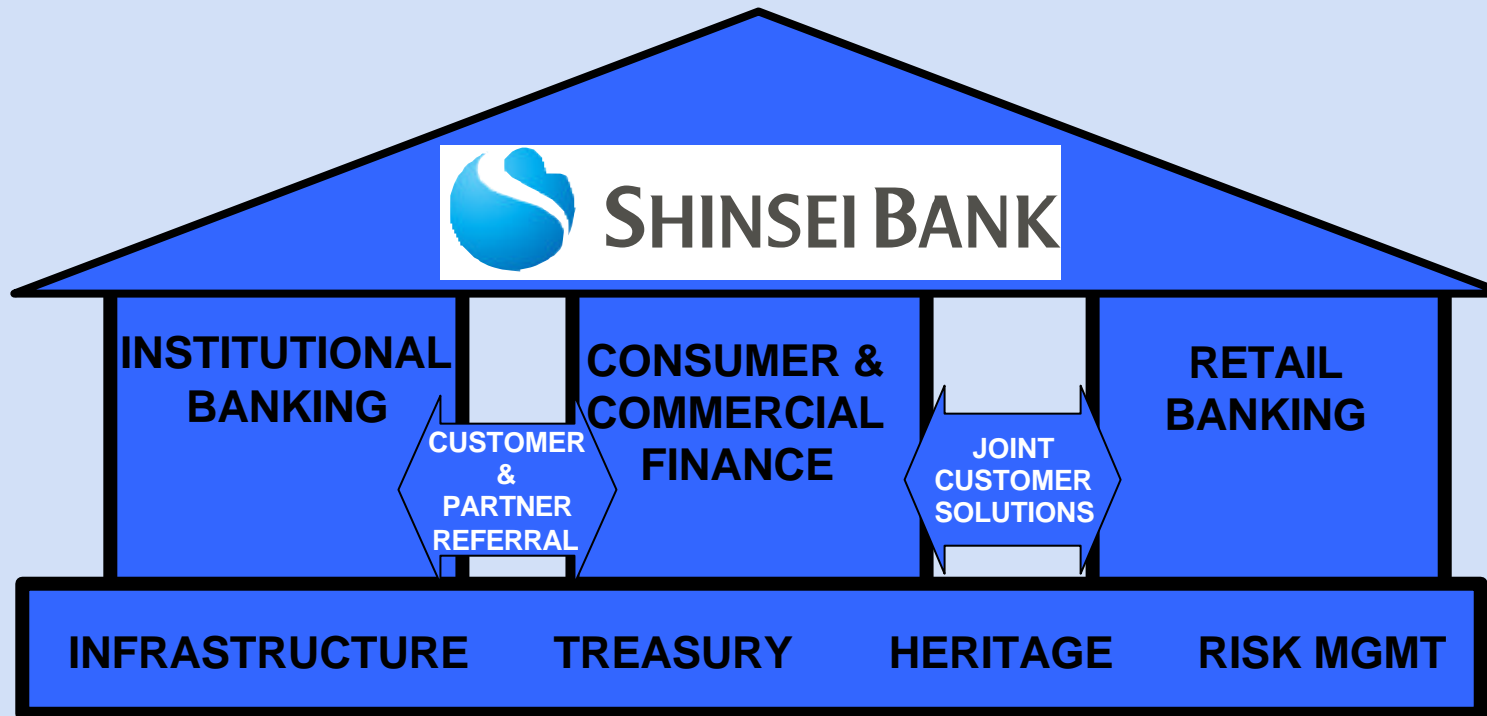 SHINSEI BANK
INSTITUTIONAL
BANKING
CONSUMER &
COMMERCIAL
FINANCE
RETAIL
BANKING
CUSTOMER
&
PARTNER
REFERRAL
JOINT
CUSTOMER
SOLUTIONS
INFRASTRUCTURE TREASURY HERITAGE RISK MGMT